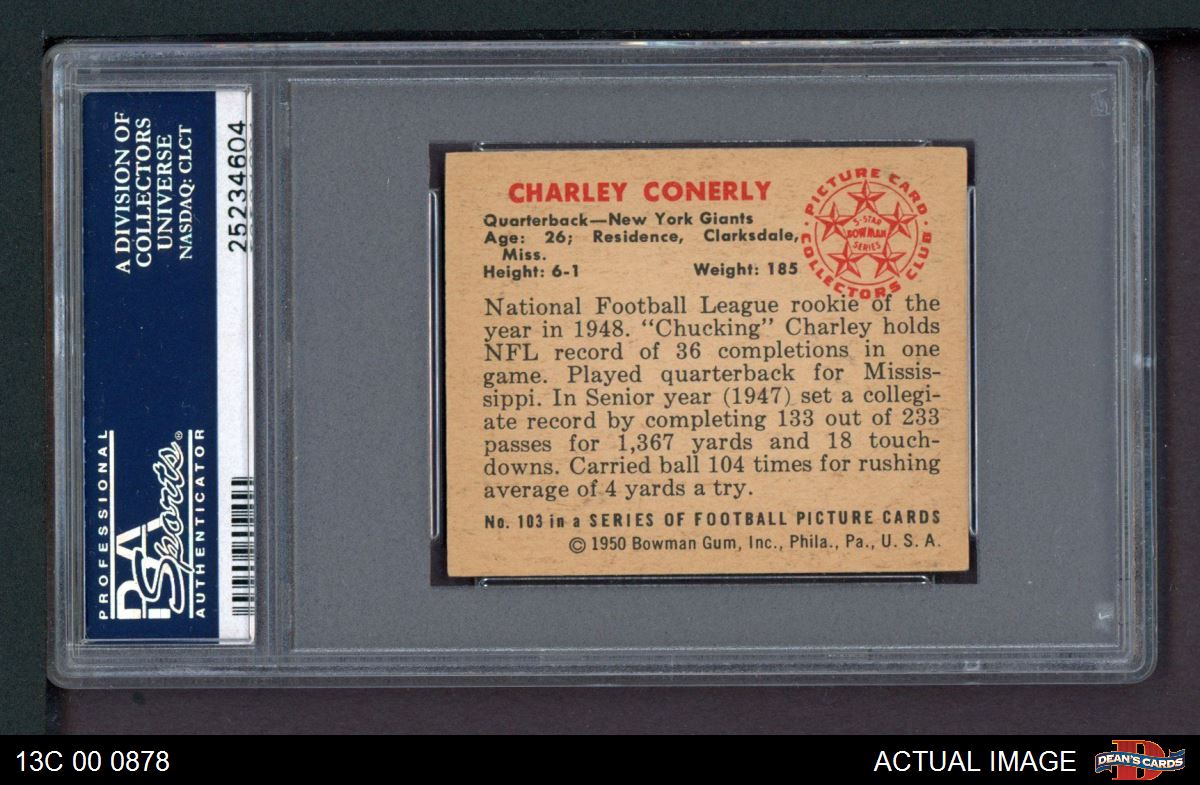 A DIVISION OF
COLLECTORS
UNIVERSE
NASDAQ: CLCT
PROFESSIONAL
PSA
Sports®
AUTHENTICATOR
25234604
CHARLEY CONERLY
Quarterback—New York Giants
Age: 26; Residence, Clarksdale,
Miss.
Height: 6-1 Weight: 185
PICTURE CARD
5-STAR
BOWMAN
SERIES
COLLECTORS CLUB
National Football League rookie of the
year in 1948. "Chucking" Charley holds
NFL record of 36 completions in one
game. Played quarterback for Missis-
sippi. In Senior year (1947) set a collegi-
ate record by completing 133 out of 233
passes for 1,367 yards and 18 touch-
downs. Carried ball 104 times for rushing
average of 4 yards a try.
No. 103 in a SERIES OF FOOTBALL PICTURE CARDS
© 1950 Bowman Gum, Inc., Phila., Pa., U. S. A.
13C 00 0878
ACTUAL IMAGE
D
DEAN'S CARDS